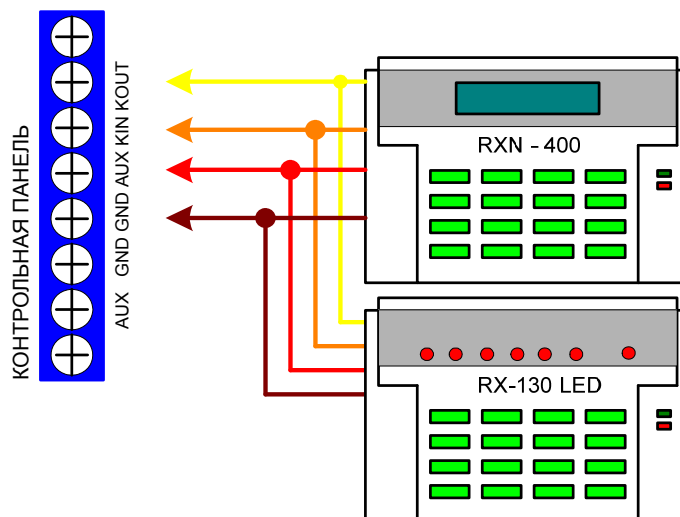 КОНТРОЛЬНАЯ ПАНЕЛЬ
AUX GND GND AUX KIN KOUT
RXN - 400
RX-130 LED